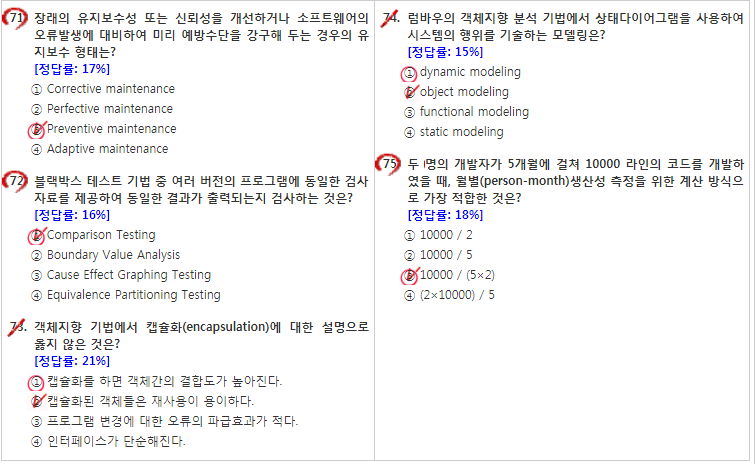 71. 장래의 유지보수성 또는 신뢰성을 개선하거나 소프트웨어의
오류발생에 대비하여 미리 예방수단을 강구해 두는 경우의 유
지보수 형태는?
[정답률: 17%]
① Corrective maintenance
② Perfective maintenance
③ Preventive maintenance
④ Adaptive maintenance
72. 블랙박스 테스트 기법 중 여러 버전의 프로그램에 동일한 검사
자료를 제공하여 동일한 결과가 출력되는지 검사하는 것은?
[정답률: 16%]
① Comparison Testing
② Boundary Value Analysis
③ Cause Effect Graphing Testing
④ Equivalence Partitioning Testing
73. 객체지향 기법에서 캡슐화(encapsulation)에 대한 설명으로
옳지 않은 것은?
[정답률: 21%]
① 캡슐화를 하면 객체간의 결합도가 높아진다.
② 캡슐화된 객체들은 재사용이 용이하다.
③ 프로그램 변경에 대한 오류의 파급효과가 적다.
④ 인터페이스가 단순해진다.
74. 럼바우의 객체지향 분석 기법에서 상태다이어그램을 사용하여
시스템의 행위를 기술하는 모델링은?
[정답률: 15%]
① dynamic modeling
② object modeling
③ functional modeling
④ static modeling
75. 두 명의 개발자가 5개월에 걸쳐 10000 라인의 코드를 개발하
였을 때, 월별(person-month)생산성 측정을 위한 계산 방식으
로 가장 적합한 것은?
[정답률: 18%]
① 10000 / 2
② 10000 / 5
③ 10000 / (5×2)
④ (2×10000) / 5